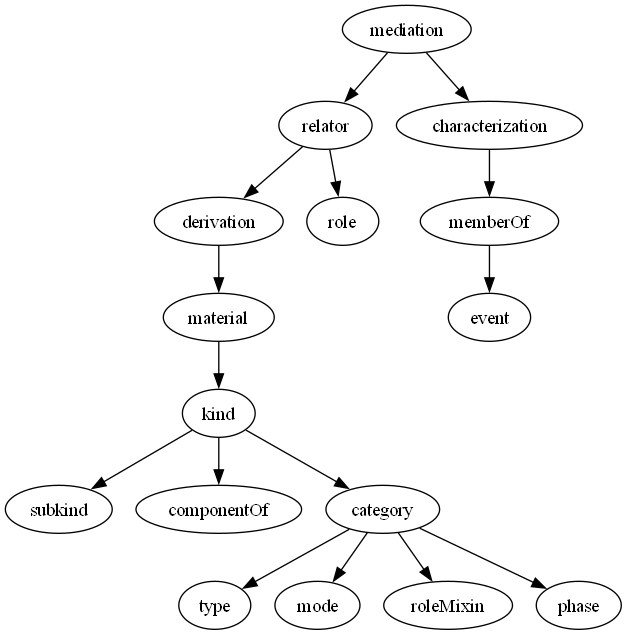 mediation
relator
characterization
derivation
role
memberOf
material
event
kind
subkind
componentOf
category
type
mode
roleMixin
phase